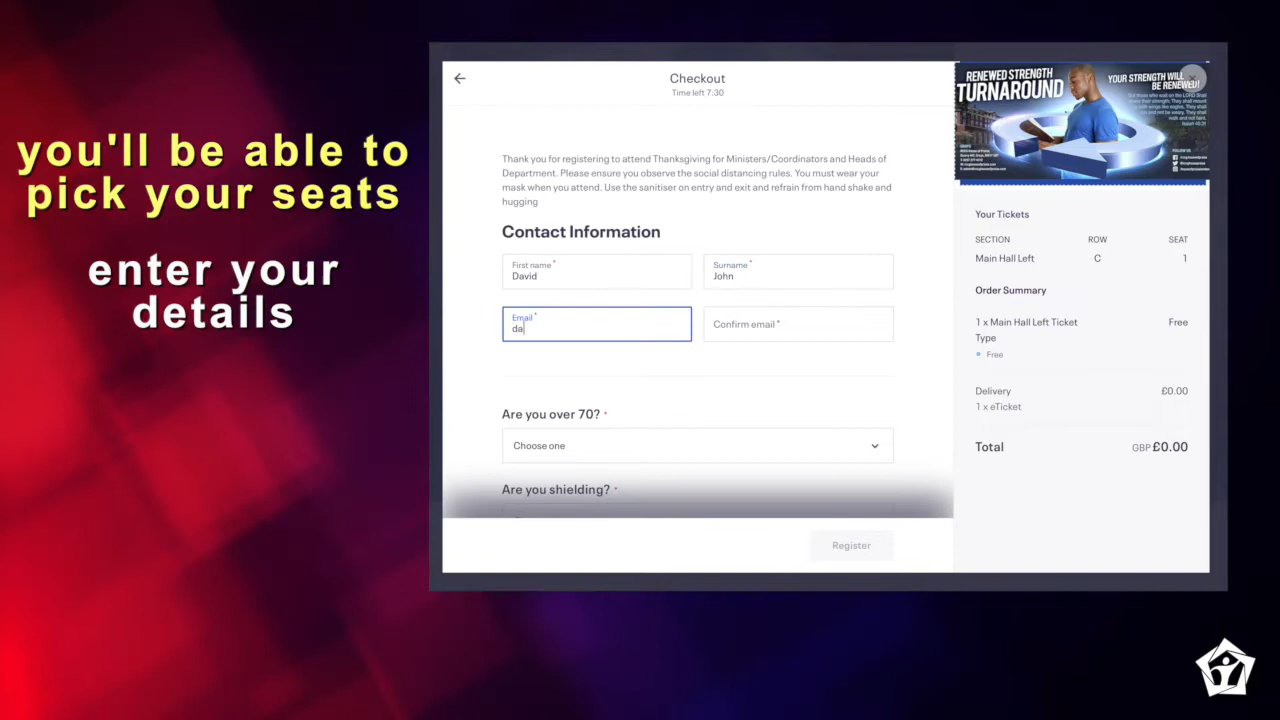 you'll be able to
pick your seats
enter your
details
Checkout
Time left 7:30
Thank you for registering to attend Thanksgiving for Ministers/Coordinators and Heads of
Department. Please ensure you observe the social distancing rules. You must wear your
mask when you attend. Use the sanitiser on entry and exit and refrain from hand shake and
hugging
Contact Information
First name *
David
Surname *
John
Email *
da
Confirm email *
Are you over 70? *
Choose one
Are you shielding? *
Register
RENEWED STRENGTH
TURNAROUND
YOUR STRENGTH WILL
BE RENEWED!
Your Tickets
SECTION ROW SEAT
Main Hall Left C 1
Order Summary
1 x Main Hall Left Ticket Free
Type
Free
Delivery £0.00
1 x eTicket
Total GBP £0.00